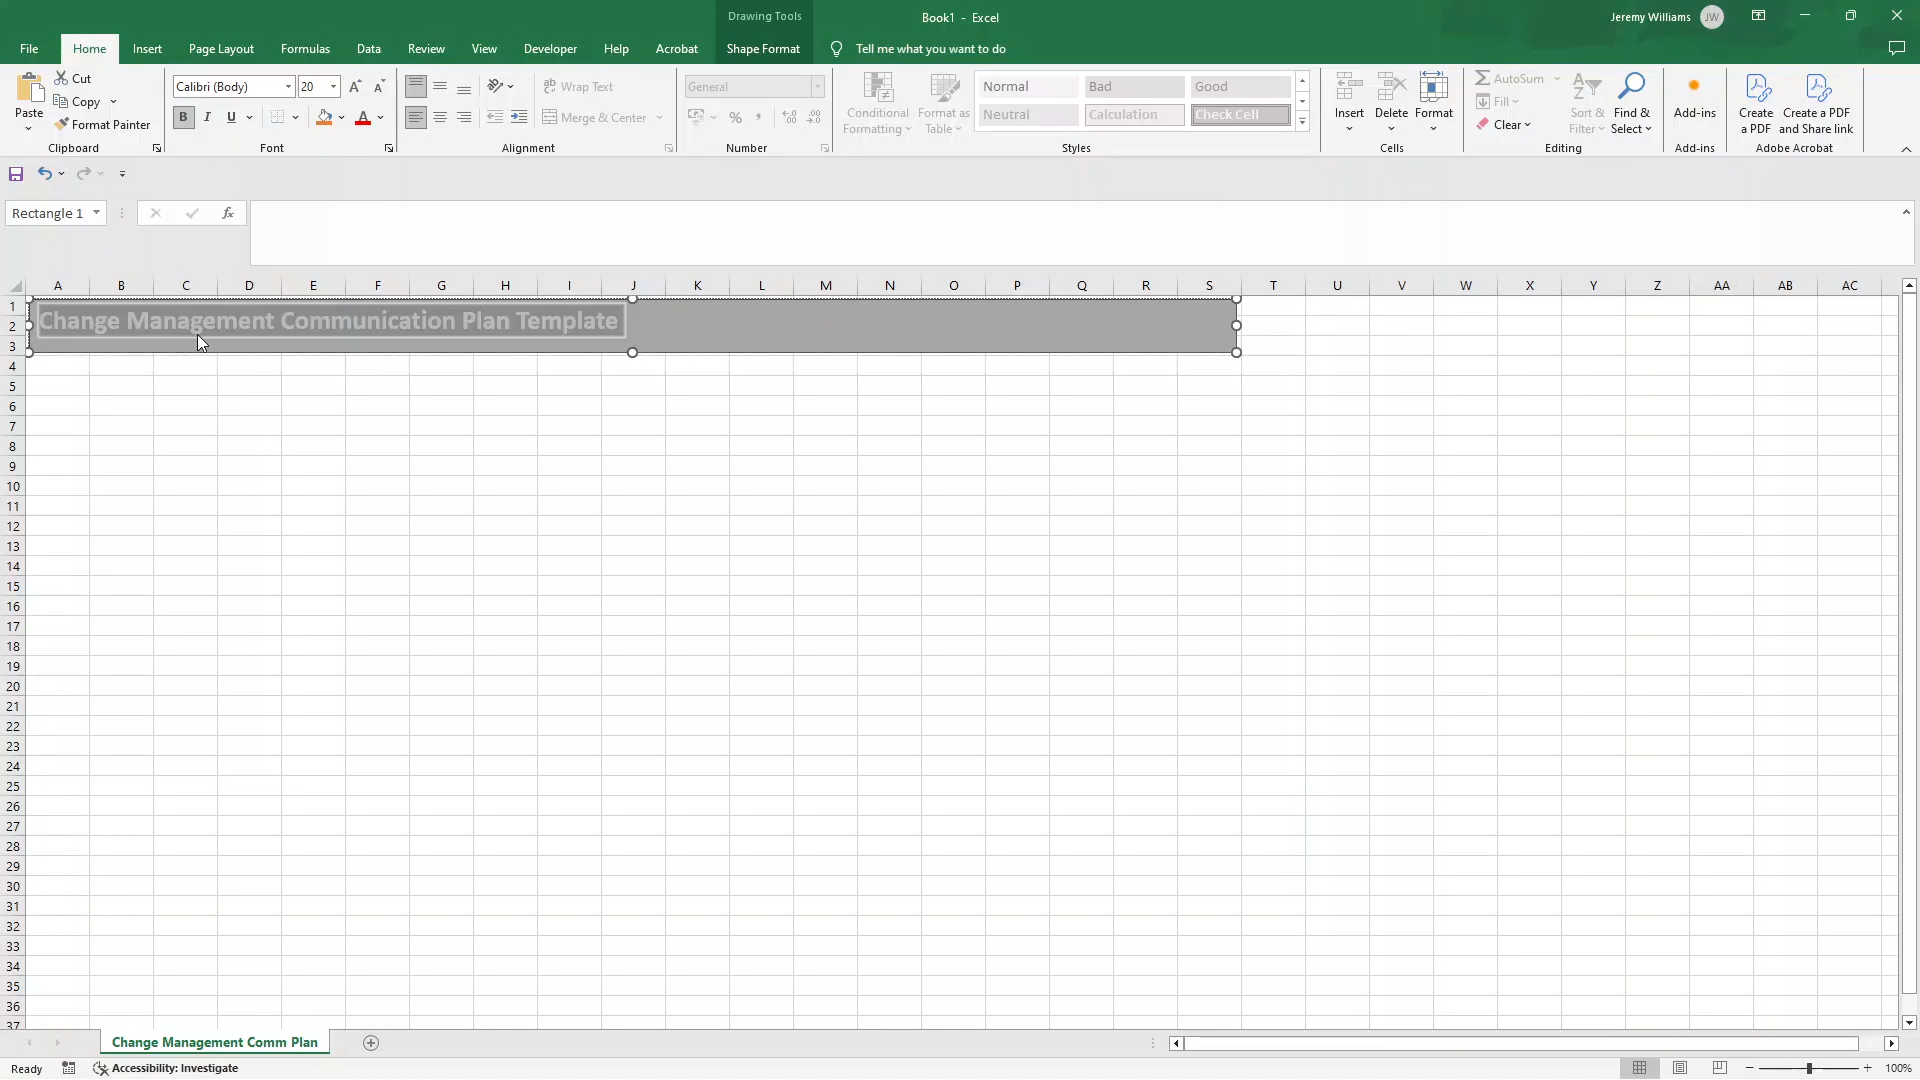 Drawing Tools
Book1 - Excel
Jeremy Williams JW
File Home Insert Page Layout Formulas Data Review View Developer Help Acrobat Shape Format Tell me what you want to do
Paste
Cut
Copy
Format Painter
Clipboard
Calibri (Body) 20
B I U A
Font
Wrap Text
Merge & Center
Alignment
General
% ,
Number
Conditional Formatting
Format as Table
Normal Bad Good
Neutral Calculation Check Cell
Styles
Insert Delete Format
Cells
AutoSum
Fill
Clear
Sort & Filter
Find & Select
Editing
Add-ins
Add-ins
Create a PDF
Create a PDF and Share link
Adobe Acrobat
Rectangle 1
fx
A B C D E F G H I J K L M N O P Q R S T U V W X Y Z AA AB AC
1
2
3
Change Management Communication Plan Template
4
5
6
7
8
9
10
11
12
13
14
15
16
17
18
19
20
21
22
23
24
25
26
27
28
29
30
31
32
33
34
35
36
37
Change Management Comm Plan
Ready
Accessibility: Investigate
100%